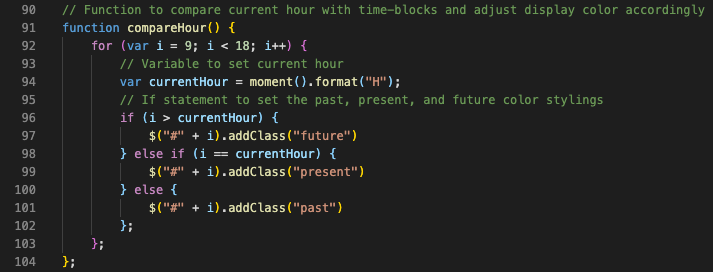 90 // Function to compare current hour with time-blocks and adjust display color accordingly
91 function compareHour() {
92     for (var i = 9; i < 18; i++) {
93         // Variable to set current hour
94         var currentHour = moment().format("H");
95         // If statement to set the past, present, and future color stylings
96         if (i > currentHour) {
97             $("#" + i).addClass("future")
98         } else if (i == currentHour) {
99             $("#" + i).addClass("present")
100         } else {
101             $("#" + i).addClass("past")
102         };
103     };
104 };